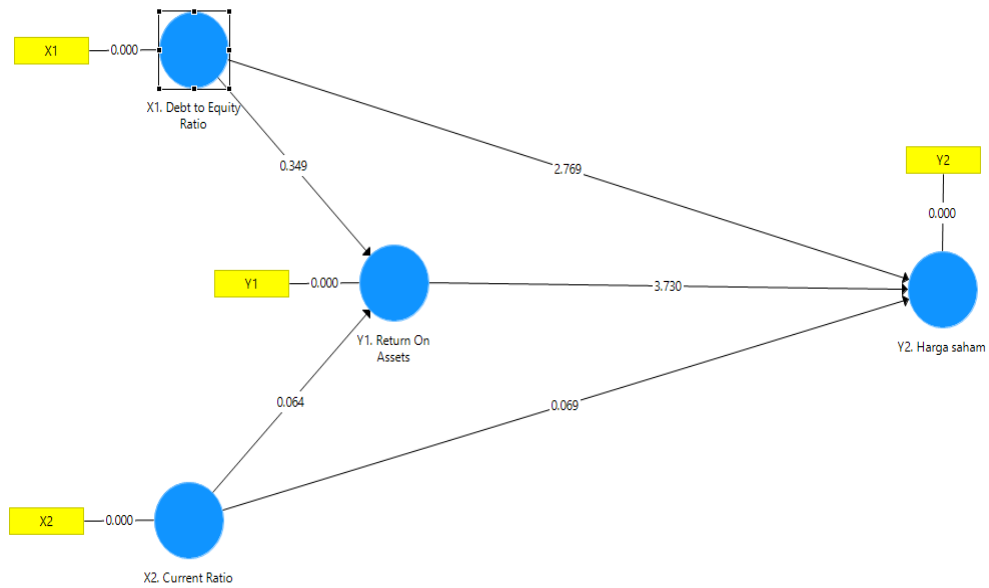 X1
0.000
X1. Debt to Equity
Ratio
0.349
2.769
Y2
0.000
Y1
0.000
3.730
Y1. Return On
Assets
Y2. Harga saham
0.064
0.069
X2
0.000
X2. Current Ratio